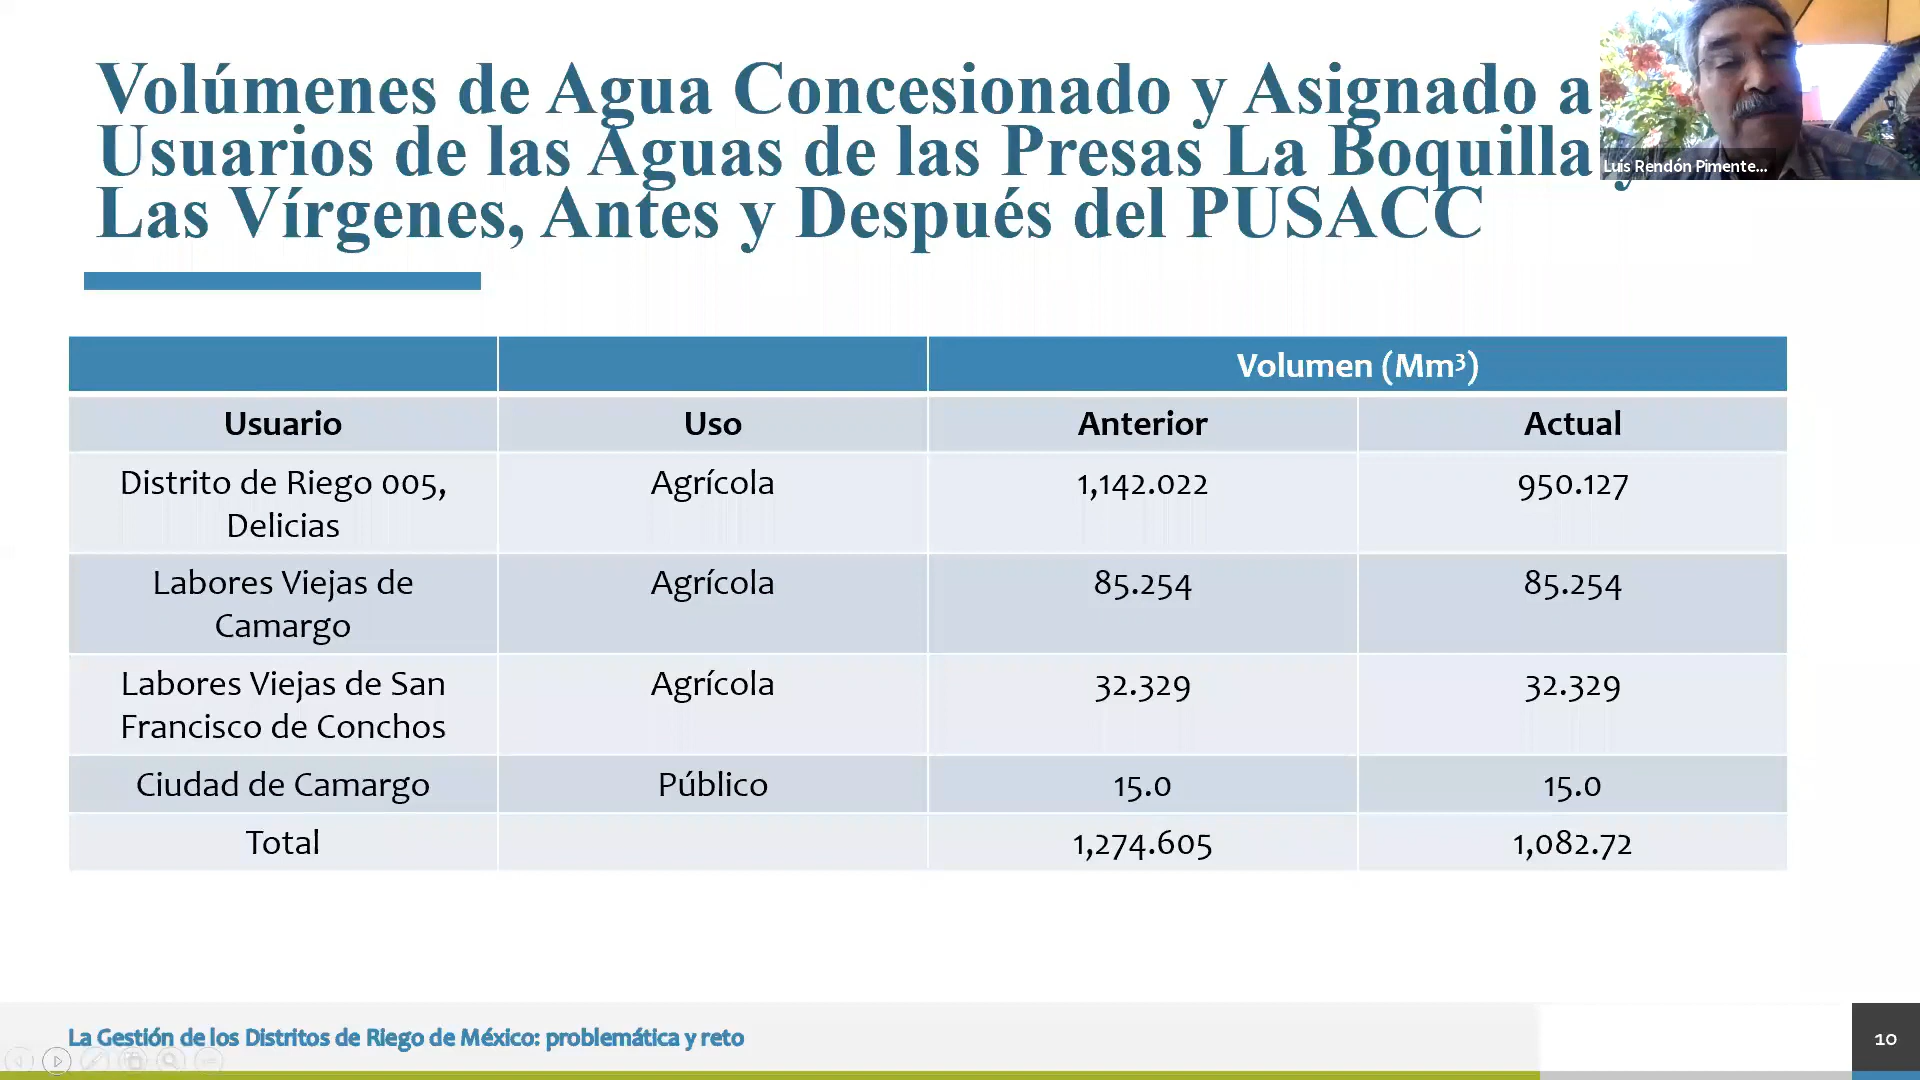 Volúmenes de Agua Concesionado y Asignado a
Usuarios de las Aguas de las Presas La Boquilla y
Las Vírgenes, Antes y Después del PUSACC
Luis Rendón Pimente...
Volumen (Mm³)
Usuario Uso Anterior Actual
Distrito de Riego 005, Agrícola 1,142.022 950.127
Delicias
Labores Viejas de Agrícola 85.254 85.254
Camargo
Labores Viejas de San Agrícola 32.329 32.329
Francisco de Conchos
Ciudad de Camargo Público 15.0 15.0
Total 1,274.605 1,082.72
La Gestión de los Distritos de Riego de México: problemática y reto
10